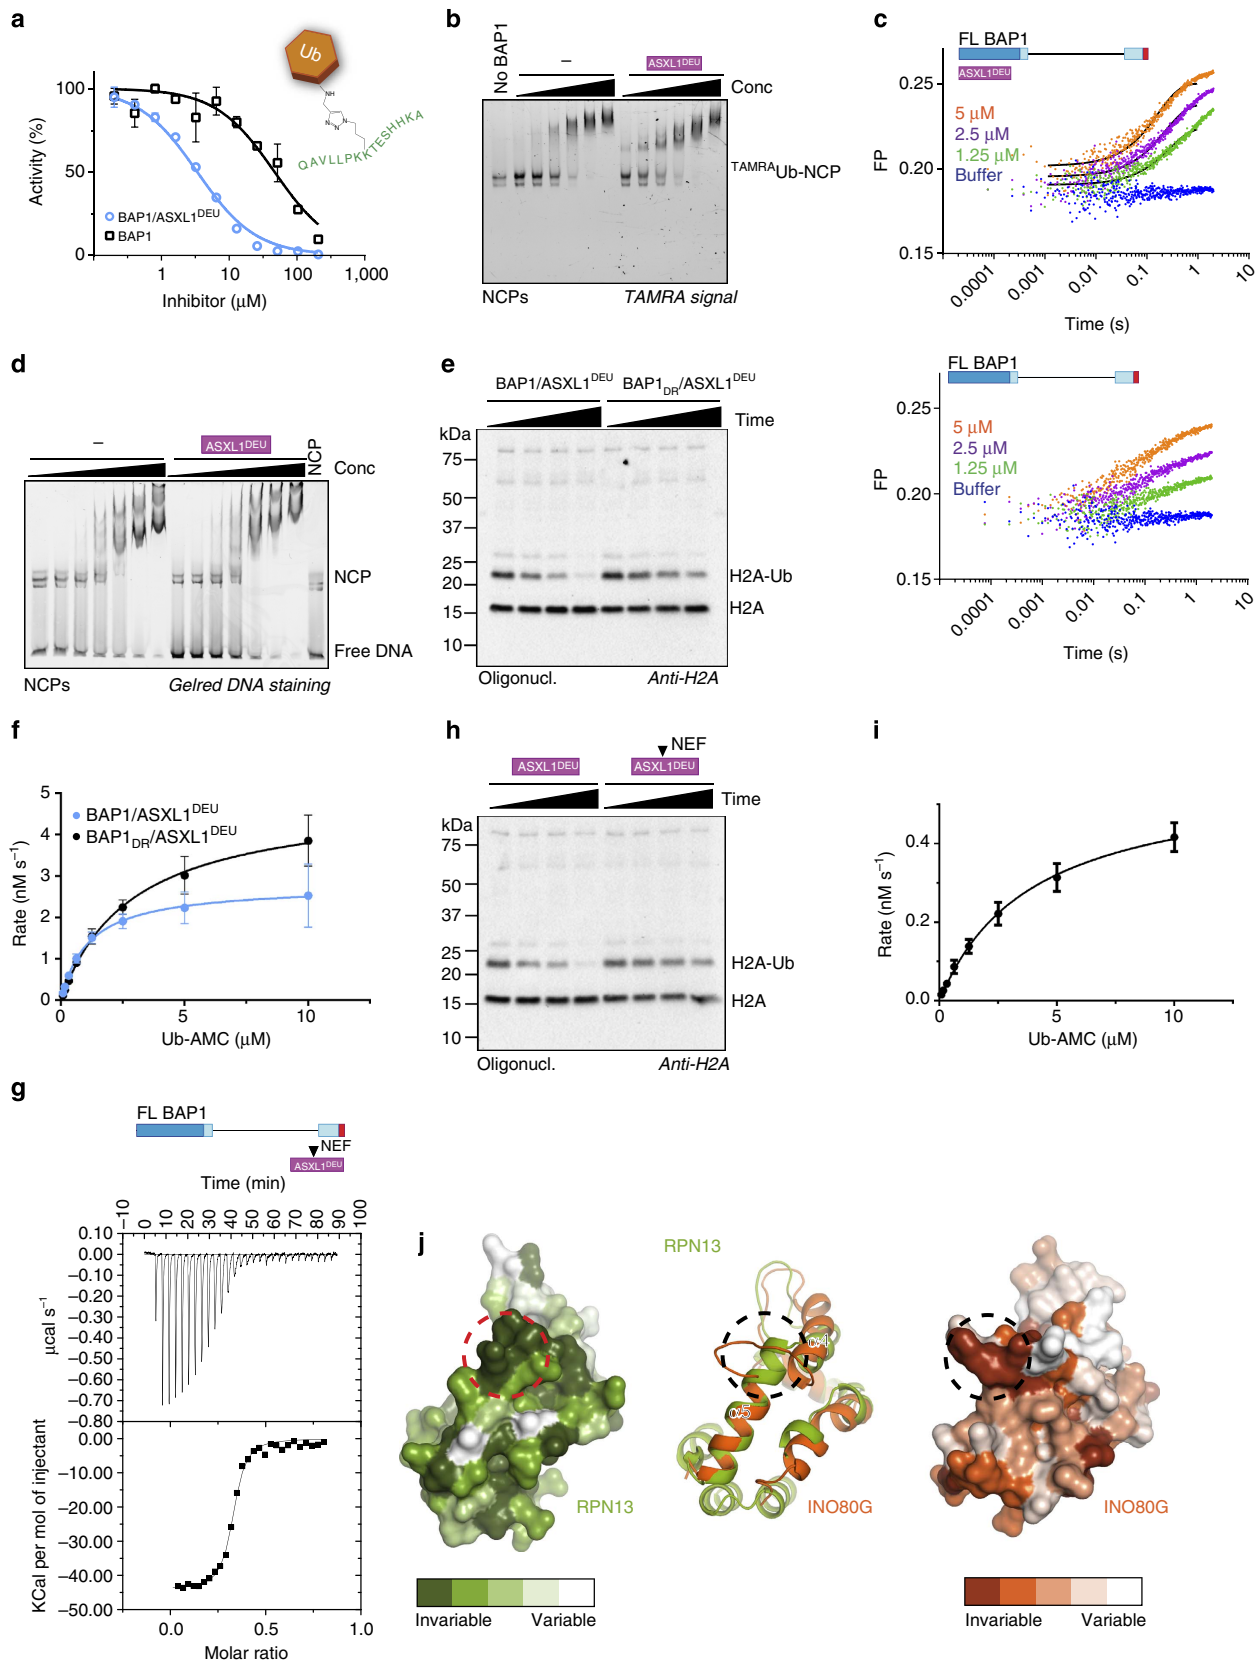 a
Ub
NH
N
N=N
QAVLLPKKTESHHKA
100
50
0
Activity (%)
BAP1/ASXL1DEU
BAP1
1
10
100
1,000
Inhibitor (μM)
b
No BAP1
–
ASXL1DEU
Conc
TAMRAUb-NCP
NCPs
TAMRA signal
c
FL BAP1
ASXL1DEU
0.25
0.20
0.15
FP
5 μM
2.5 μM
1.25 μM
Buffer
0.0001
0.001
0.01
0.1
1
10
Time (s)
FL BAP1
0.25
0.20
0.15
FP
5 μM
2.5 μM
1.25 μM
Buffer
0.0001
0.001
0.01
0.1
1
10
Time (s)
d
–
ASXL1DEU
NCP
Conc
NCP
Free DNA
NCPs
Gelred DNA staining
e
BAP1/ASXL1DEU
BAP1DR/ASXL1DEU
Time
kDa
75
50
37
25
20
15
10
H2A-Ub
H2A
Oligonucl.
Anti-H2A
f
5
4
3
2
1
0
Rate (nM s−1)
BAP1/ASXL1DEU
BAP1DR/ASXL1DEU
0
5
10
Ub-AMC (μM)
h
NEF
ASXL1DEU
ASXL1DEU
Time
kDa
75
50
37
25
20
15
10
H2A-Ub
H2A
Oligonucl.
Anti-H2A
i
0.4
0.2
0.0
Rate (nM s−1)
0
5
10
Ub-AMC (μM)
g
FL BAP1
NEF
ASXL1DEU
Time (min)
−10 0 10 20 30 40 50 60 70 80 90 100
0.10
0.00
−0.10
−0.20
−0.30
−0.40
−0.50
−0.60
−0.70
−0.80
μcal s−1
0.00
−10.00
−20.00
−30.00
−40.00
−50.00
KCal per mol of injectant
0.0
0.5
1.0
Molar ratio
j
RPN13
RPN13
α1
α5
INO80G
INO80G
Invariable
Variable
Invariable
Variable